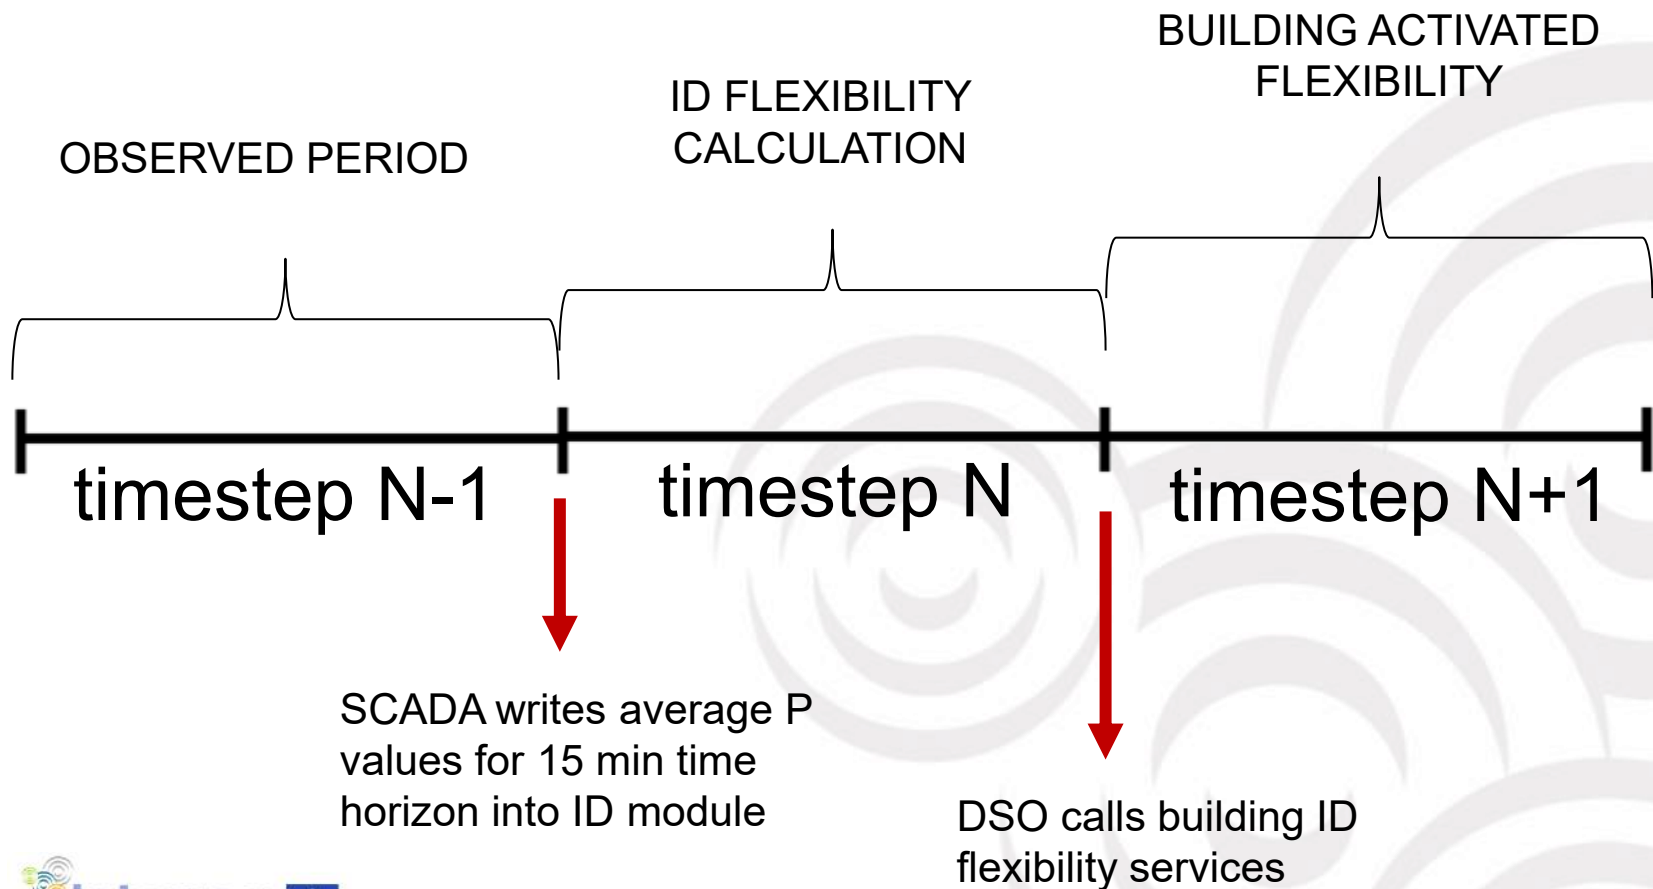 BUILDING ACTIVATED
FLEXIBILITY
ID FLEXIBILITY
CALCULATION
OBSERVED PERIOD
timestep N-1
timestep N
timestep N+1
SCADA writes average P
values for 15 min time
horizon into ID module
DSO calls building ID
flexibility services